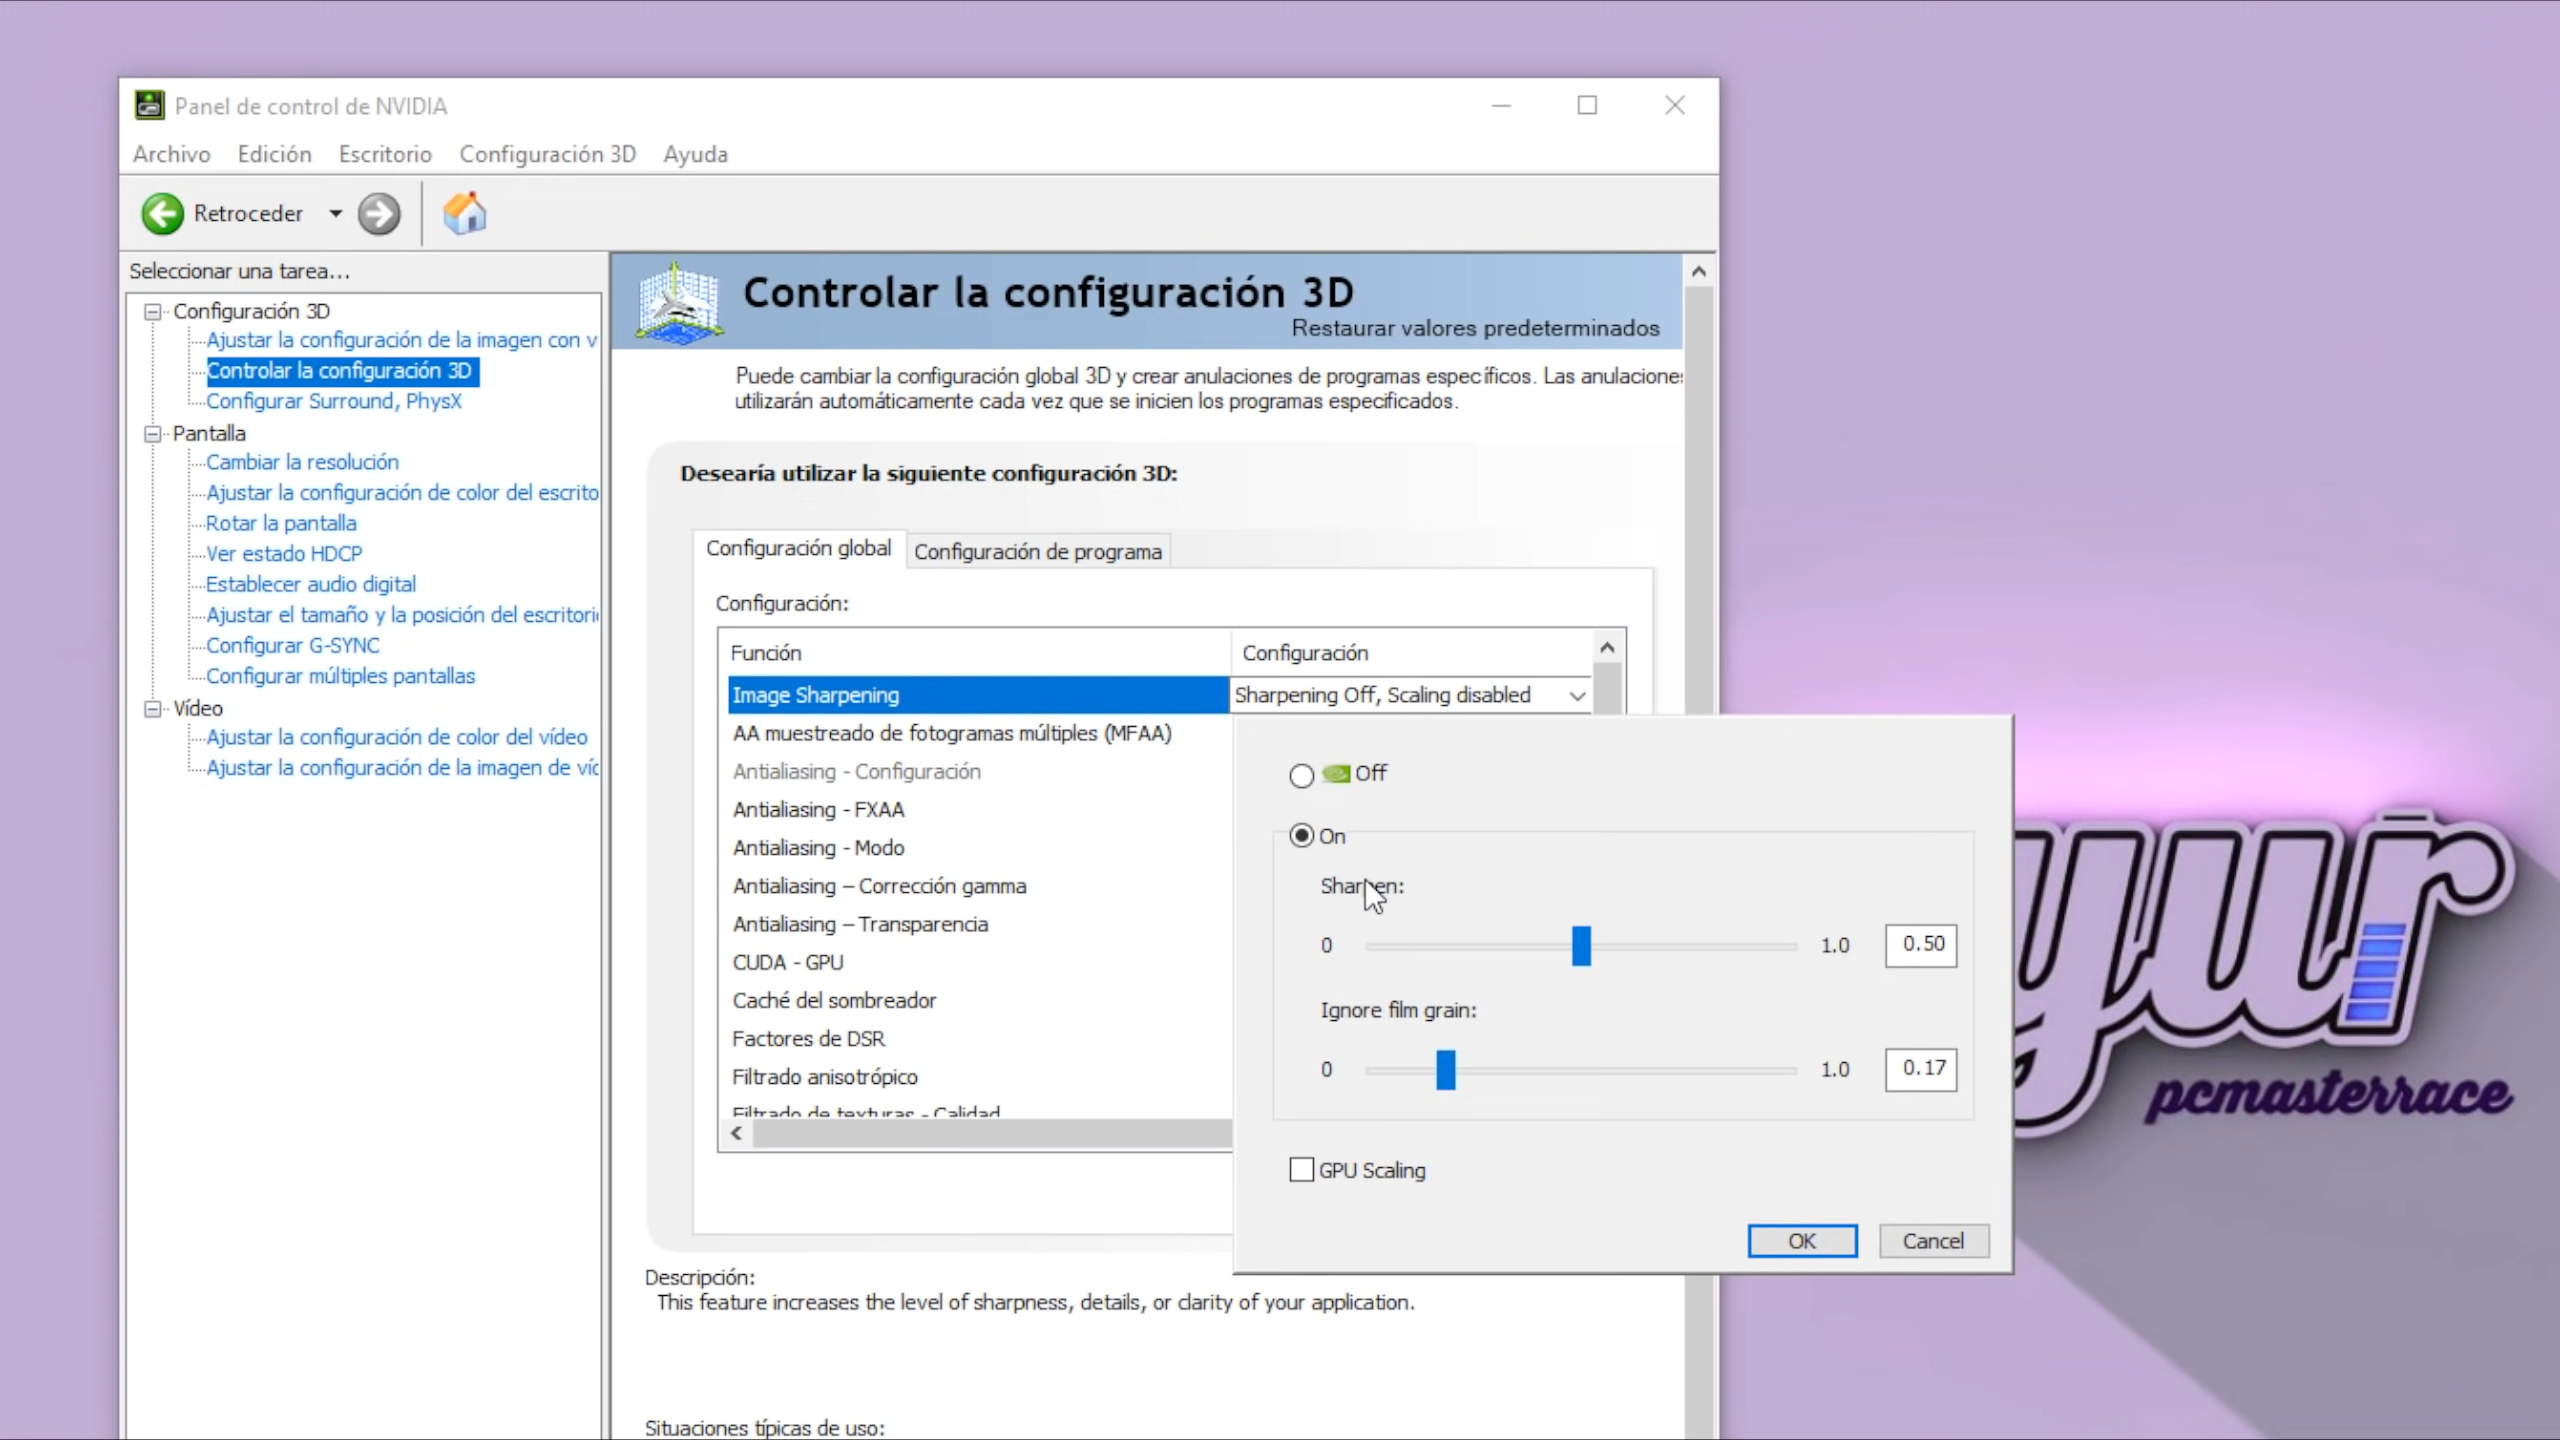 Panel de control de NVIDIA
Archivo Edición Escritorio Configuración 3D Ayuda
Retroceder
Seleccionar una tarea...
Configuración 3D
Ajustar la configuración de la imagen con v
Controlar la configuración 3D
Configurar Surround, PhysX
Pantalla
Cambiar la resolución
Ajustar la configuración de color del escrito
Rotar la pantalla
Ver estado HDCP
Establecer audio digital
Ajustar el tamaño y la posición del escritori
Configurar G-SYNC
Configurar múltiples pantallas
Vídeo
Ajustar la configuración de color del vídeo
Ajustar la configuración de la imagen de víc
Controlar la configuración 3D
Restaurar valores predeterminados
Puede cambiar la configuración global 3D y crear anulaciones de programas específicos. Las anulaciones
utilizarán automáticamente cada vez que se inicien los programas especificados.
Desearía utilizar la siguiente configuración 3D:
Configuración global Configuración de programa
Configuración:
Función Configuración
Image Sharpening Sharpening Off, Scaling disabled
AA muestreado de fotogramas múltiples (MFAA)
Antialiasing - Configuración
Antialiasing - FXAA
Antialiasing - Modo
Antialiasing – Corrección gamma
Antialiasing – Transparencia
CUDA - GPU
Caché del sombreador
Factores de DSR
Filtrado anisotrópico
Filtrado de texturas - Calidad
Off
On
Sharpen:
0 1.0 0.50
Ignore film grain:
0 1.0 0.17
GPU Scaling
OK Cancel
Descripción:
This feature increases the level of sharpness, details, or clarity of your application.
Situaciones típicas de uso:
yur
pcmasterrace